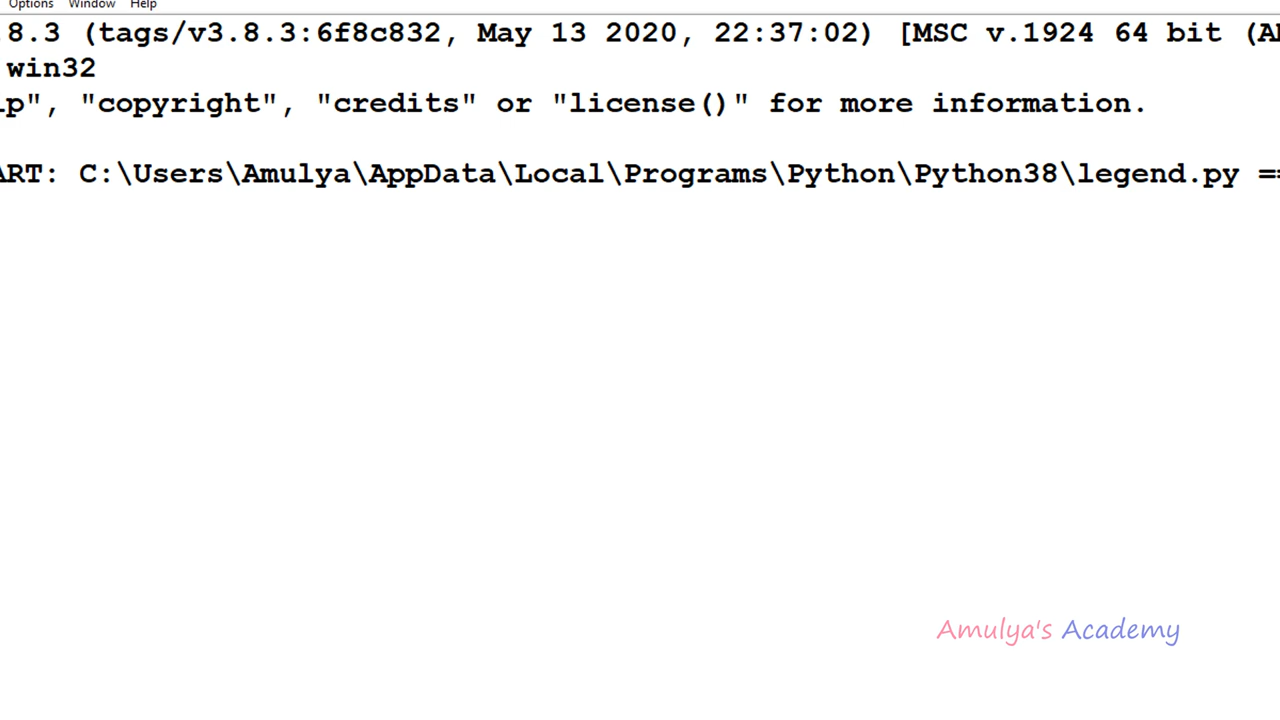 Options Window Help
.8.3 (tags/v3.8.3:6f8c832, May 13 2020, 22:37:02) [MSC v.1924 64 bit (AM
win32
lp", "copyright", "credits" or "license()" for more information.
ART: C:\Users\Amulya\AppData\Local\Programs\Python\Python38\legend.py ==
Amulya's Academy